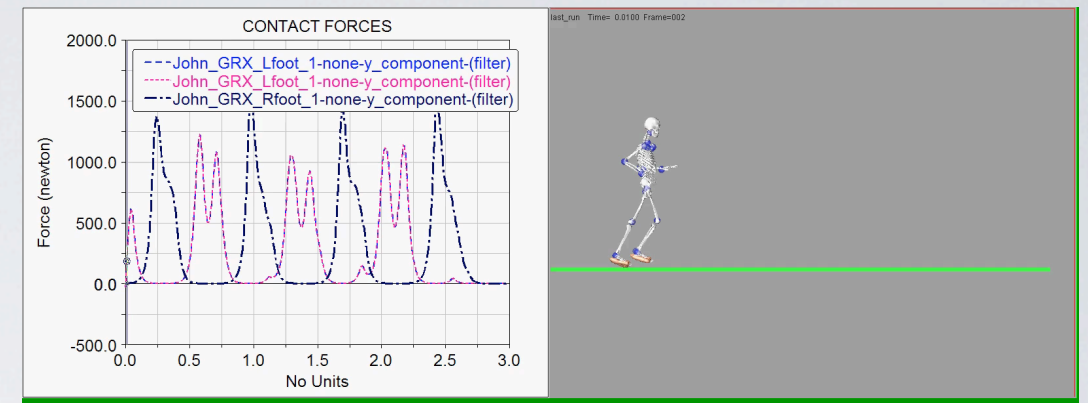 CONTACT FORCES
2000.0
John_GRX_Lfoot_1-none-y_component-(filter)
John_GRX_Lfoot_1-none-y_component-(filter)
John_GRX_Rfoot_1-none-y_component-(filter)
1000.0
500.0
0.0
-500.0
Force (newton)
0.0 0.5 1.0 1.5 2.0 2.5 3.0
No Units
last_run Time= 0.0100 Frame=002